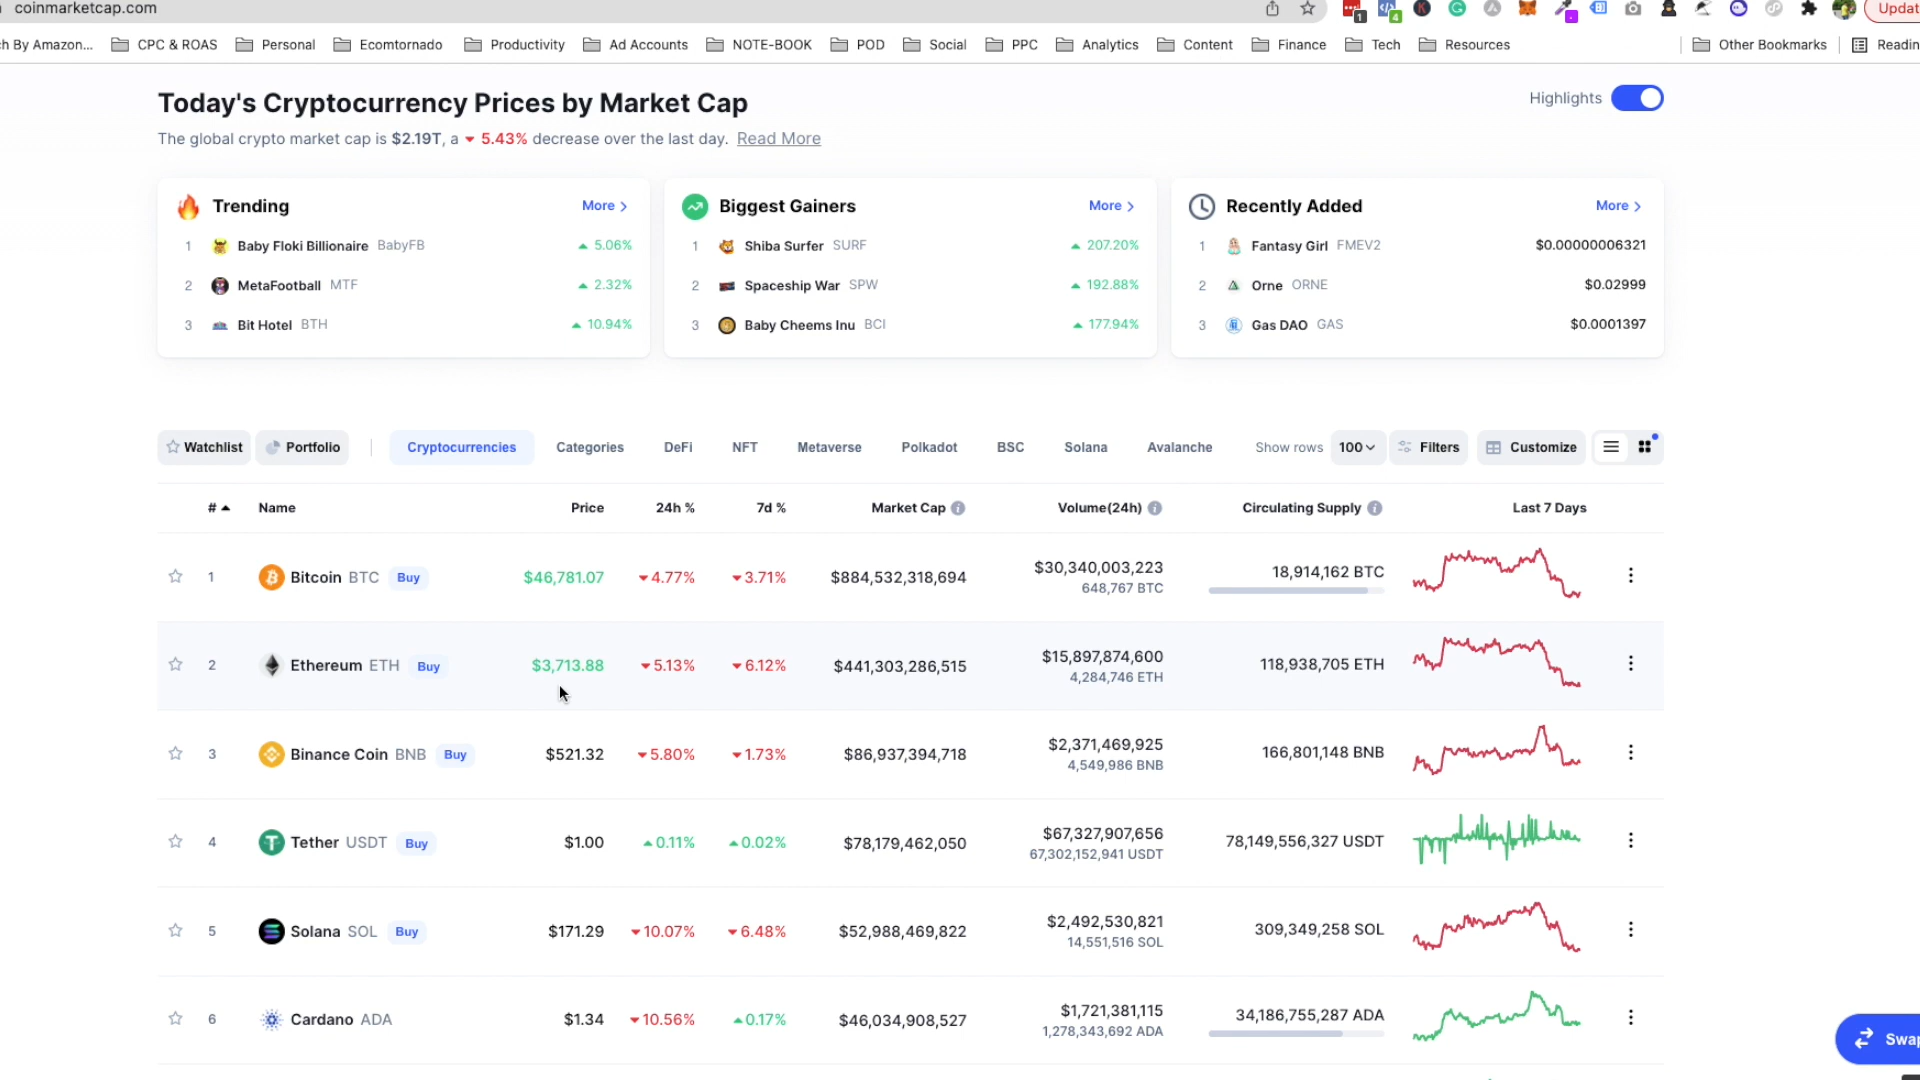 coinmarketcap.com
Updat
ch By Amazon... CPC & ROAS Personal Ecomtornado Productivity Ad Accounts NOTE-BOOK POD Social PPC Analytics Content Finance Tech Resources Other Bookmarks Readin
1 4
Today's Cryptocurrency Prices by Market Cap
Highlights
The global crypto market cap is $2.19T, a 5.43% decrease over the last day. Read More
Trending More >
1 Baby Floki Billionaire BabyFB 5.06%
2 MetaFootball MTF 2.32%
3 Bit Hotel BTH 10.94%
Biggest Gainers More >
1 Shiba Surfer SURF 207.20%
2 Spaceship War SPW 192.88%
3 Baby Cheems Inu BCI 177.94%
Recently Added More >
1 Fantasy Girl FMEV2 $0.00000006321
2 Orne ORNE $0.02999
3 Gas DAO GAS $0.0001397
Watchlist Portfolio Cryptocurrencies Categories DeFi NFT Metaverse Polkadot BSC Solana Avalanche Show rows 100 Filters Customize
# Name Price 24h % 7d % Market Cap Volume(24h) Circulating Supply Last 7 Days
1 Bitcoin BTC Buy $46,781.07 4.77% 3.71% $884,532,318,694 $30,340,003,223 18,914,162 BTC
648,767 BTC
2 Ethereum ETH Buy $3,713.88 5.13% 6.12% $441,303,286,515 $15,897,874,600 118,938,705 ETH
4,284,746 ETH
3 Binance Coin BNB Buy $521.32 5.80% 1.73% $86,937,394,718 $2,371,469,925 166,801,148 BNB
4,549,986 BNB
4 Tether USDT Buy $1.00 0.11% 0.02% $78,179,462,050 $67,327,907,656 78,149,556,327 USDT
67,302,152,941 USDT
5 Solana SOL Buy $171.29 10.07% 6.48% $52,988,469,822 $2,492,530,821 309,349,258 SOL
14,551,516 SOL
6 Cardano ADA $1.34 10.56% 0.17% $46,034,908,527 $1,721,381,115 34,186,755,287 ADA
1,278,343,692 ADA
Swap